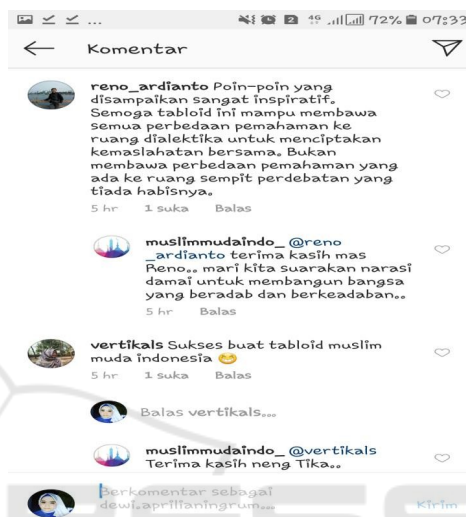 72% 07:33
Komentar
reno_ardianto Poin-poin yang
disampaikan sangat inspiratif.
Semoga tabloid ini mampu membawa
semua perbedaan pemahaman ke
ruang dialektika untuk menciptakan
kemaslahatan bersama. Bukan
membawa perbedaan pemahaman yang
ada ke ruang sempit perdebatan yang
tiada habisnya.
5 hr 1 suka Balas
muslimmudaindo_ @reno
_ardianto terima kasih mas
Reno.. mari kita suarakan narasi
damai untuk membangun bangsa
yang beradab dan berkeadaban..
5 hr Balas
vertikals Sukses buat tabloid muslim
muda indonesia 😁
5 hr 1 suka Balas
Balas vertikals...
muslimmudaindo_ @vertikals
Terima kasih neng Tika..
Berkomentar sebagai
dewi.aprilianingrum...
Kirim